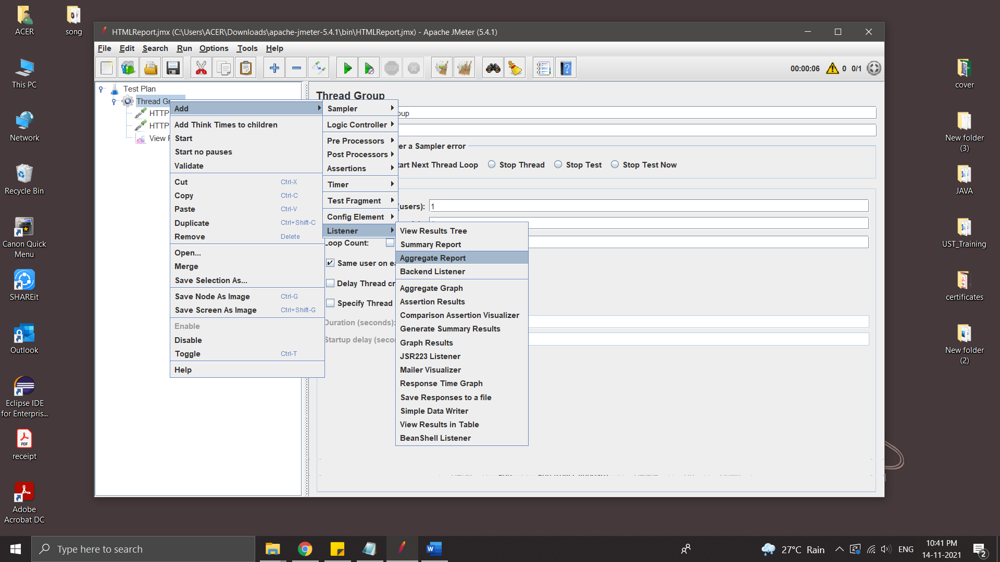 ACER
song
This PC
Network
Recycle Bin
Canon Quick
Menu
SHAREit
Outlook
Eclipse IDE
for Enterpris...
receipt
Adobe
Acrobat DC
HTMLReport.jmx (C:\Users\ACER\Downloads\apache-jmeter-5.4.1\bin\HTMLReport.jmx) - Apache JMeter (5.4.1)
File Edit Search Run Options Tools Help
00:00:06 0 0/1
Test Plan
Thread Gr
HTTP
HTTP
View
Add
Add Think Times to children
Start
Start no pauses
Validate
Cut Ctrl-X
Copy Ctrl-C
Paste Ctrl-V
Duplicate Ctrl+Shift-C
Remove Delete
Open...
Merge
Save Selection As...
Save Node As Image Ctrl-G
Save Screen As Image Ctrl+Shift-G
Enable
Disable
Toggle Ctrl-T
Help
Sampler
Logic Controller
Pre Processors
Post Processors
Assertions
Timer
Test Fragment
Config Element
Listener
View Results Tree
Summary Report
Aggregate Report
Backend Listener
Aggregate Graph
Assertion Results
Comparison Assertion Visualizer
Generate Summary Results
Graph Results
JSR223 Listener
Mailer Visualizer
Response Time Graph
Save Responses to a file
Simple Data Writer
View Results in Table
BeanShell Listener
Thread Group
oup
er a Sampler error
tart Next Thread Loop Stop Thread Stop Test Stop Test Now
(users): 1
Loop Count:
Same user on ea
Delay Thread cr
Specify Thread
Duration (seconds):
Startup delay (seco
cover
New folder
(3)
JAVA
UST_Training
certificates
New folder
(2)
Type here to search
27°C Rain
ENG
10:41 PM
14-11-2021
2